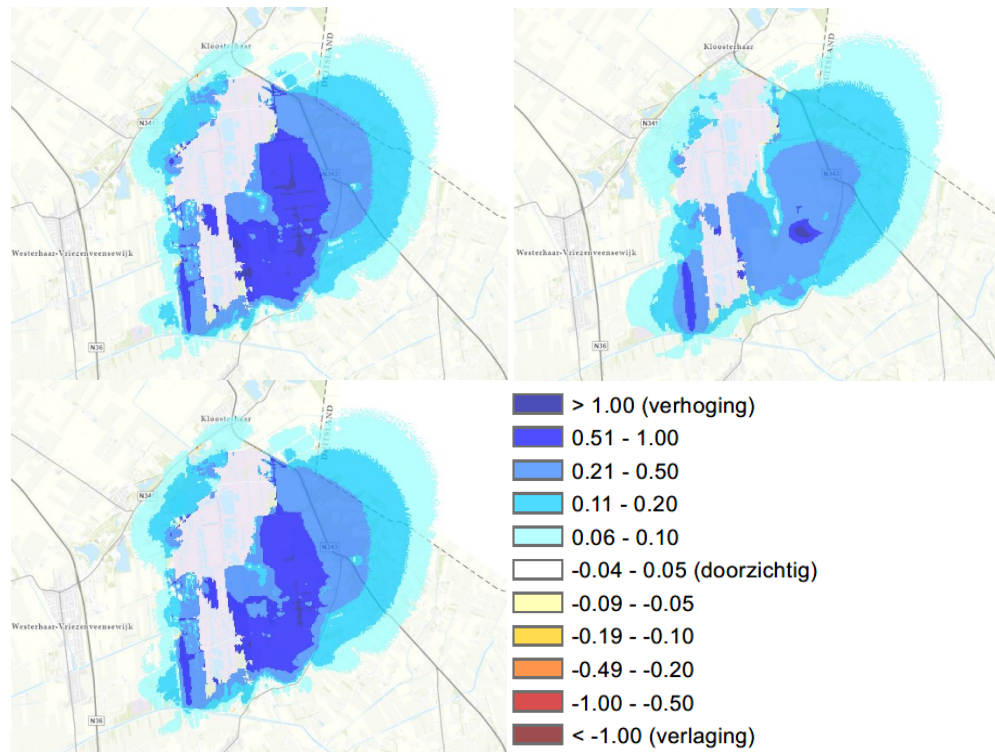 Kloosterhaar
DUITSLAND
N341
N343
Westerhaar-Vriezenveensewijk
N36
Kloosterhaar
DUITSLAND
N341
N343
Westerhaar-Vriezenveensewijk
N36
Kloosterhaar
DUITSLAND
N341
N343
Westerhaar-Vriezenveensewijk
N36
> 1.00 (verhoging)
0.51 - 1.00
0.21 - 0.50
0.11 - 0.20
0.06 - 0.10
-0.04 - 0.05 (doorzichtig)
-0.09 - -0.05
-0.19 - -0.10
-0.49 - -0.20
-1.00 - -0.50
< -1.00 (verlaging)